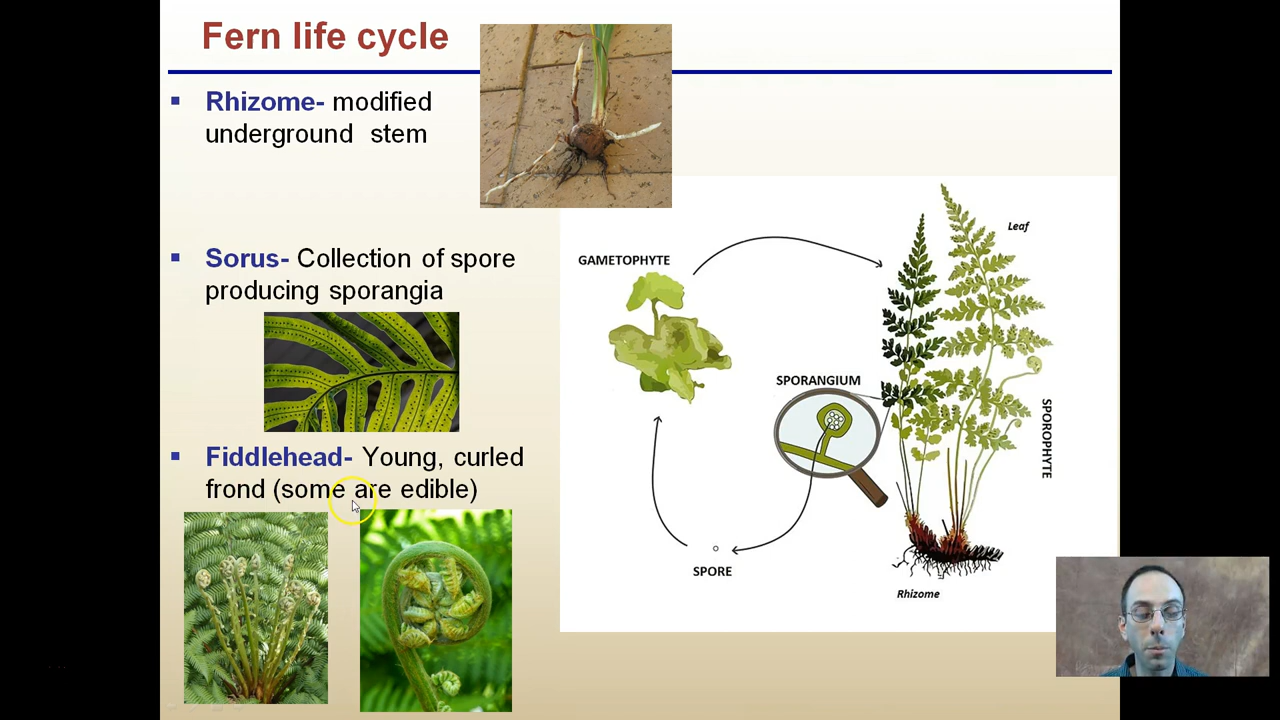 Fern life cycle
Rhizome- modified
underground stem
Sorus- Collection of spore
producing sporangia
Fiddlehead- Young, curled
frond (some are edible)
GAMETOPHYTE
Leaf
SPORANGIUM
SPOROPHYTE
SPORE
Rhizome